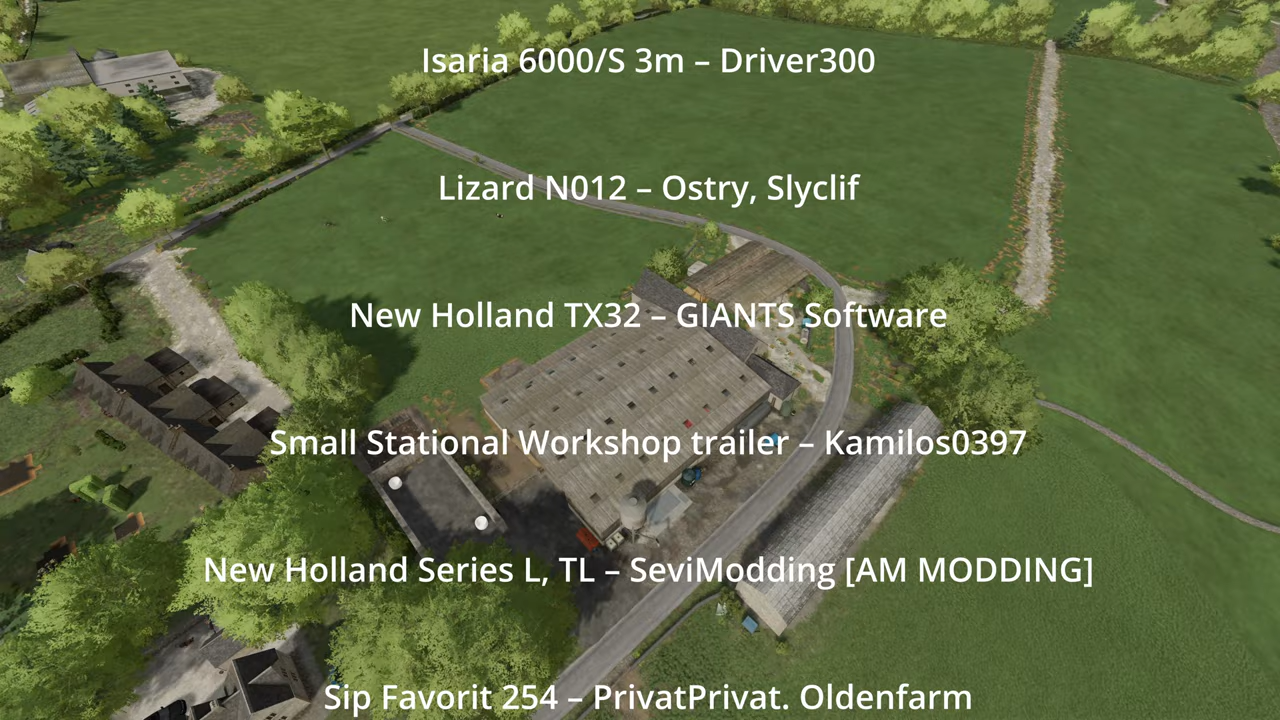 Isaria 6000/S 3m – Driver300
Lizard N012 – Ostry, Slyclif
New Holland TX32 – GIANTS Software
Small Stational Workshop trailer – Kamilos0397
New Holland Series L, TL – SeviModding [AM MODDING]
Sip Favorit 254 – PrivatPrivat. Oldenfarm